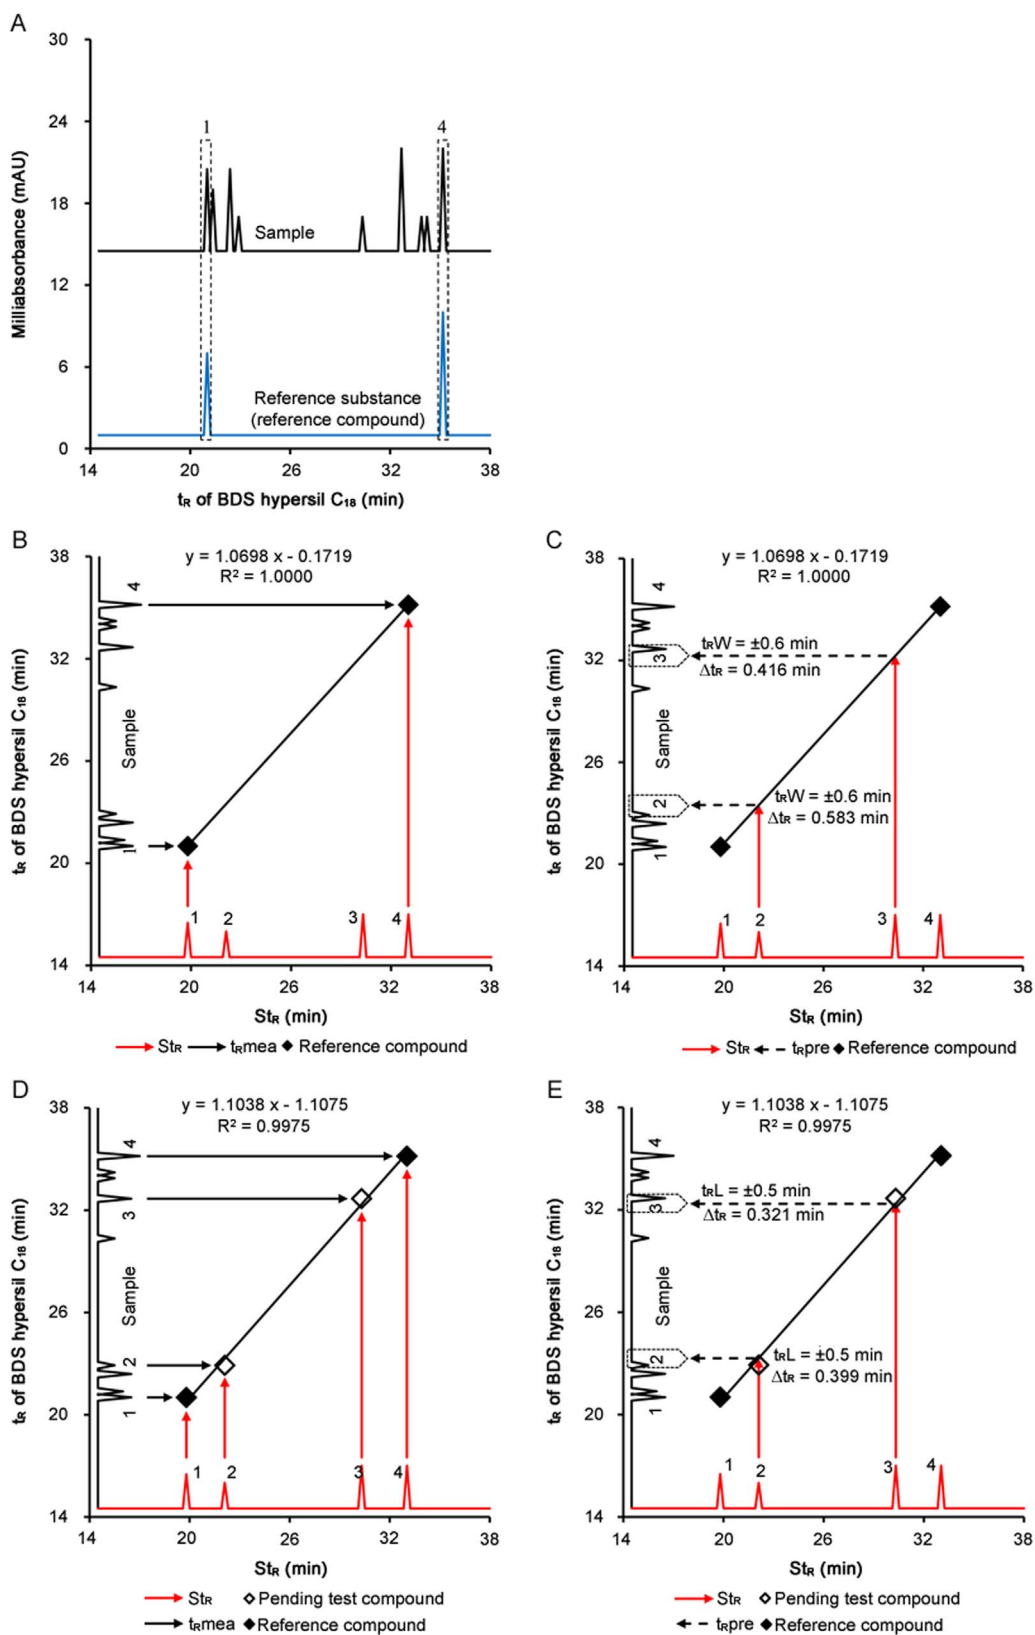 A
30
24
18
12
6
0
14
20
26
32
38
Milliabsorbance (mAU)
1
4
Sample
Reference substance
(reference compound)
tR of BDS hypersil C18 (min)
B
y = 1.0698 x - 0.1719
R² = 1.0000
38
32
26
20
14
tR of BDS hypersil C18 (min)
4
Sample
1
1
2
3
4
14
20
26
32
38
StR (min)
StR
tRmea
Reference compound
C
y = 1.0698 x - 0.1719
R² = 1.0000
38
32
26
20
14
tR of BDS hypersil C18 (min)
4
3
Sample
2
1
tRW = ±0.6 min
ΔtR = 0.416 min
tRW = ±0.6 min
ΔtR = 0.583 min
1
2
3
4
14
20
26
32
38
StR (min)
StR
tRpre
Reference compound
D
y = 1.1038 x - 1.1075
R² = 0.9975
38
32
26
20
14
tR of BDS hypersil C18 (min)
4
3
Sample
2
1
1
2
3
4
14
20
26
32
38
StR (min)
StR
Pending test compound
tRmea
Reference compound
E
y = 1.1038 x - 1.1075
R² = 0.9975
38
32
26
20
14
tR of BDS hypersil C18 (min)
4
3
Sample
2
1
tRL = ±0.5 min
ΔtR = 0.321 min
tRL = ±0.5 min
ΔtR = 0.399 min
1
2
3
4
14
20
26
32
38
StR (min)
StR
Pending test compound
tRpre
Reference compound